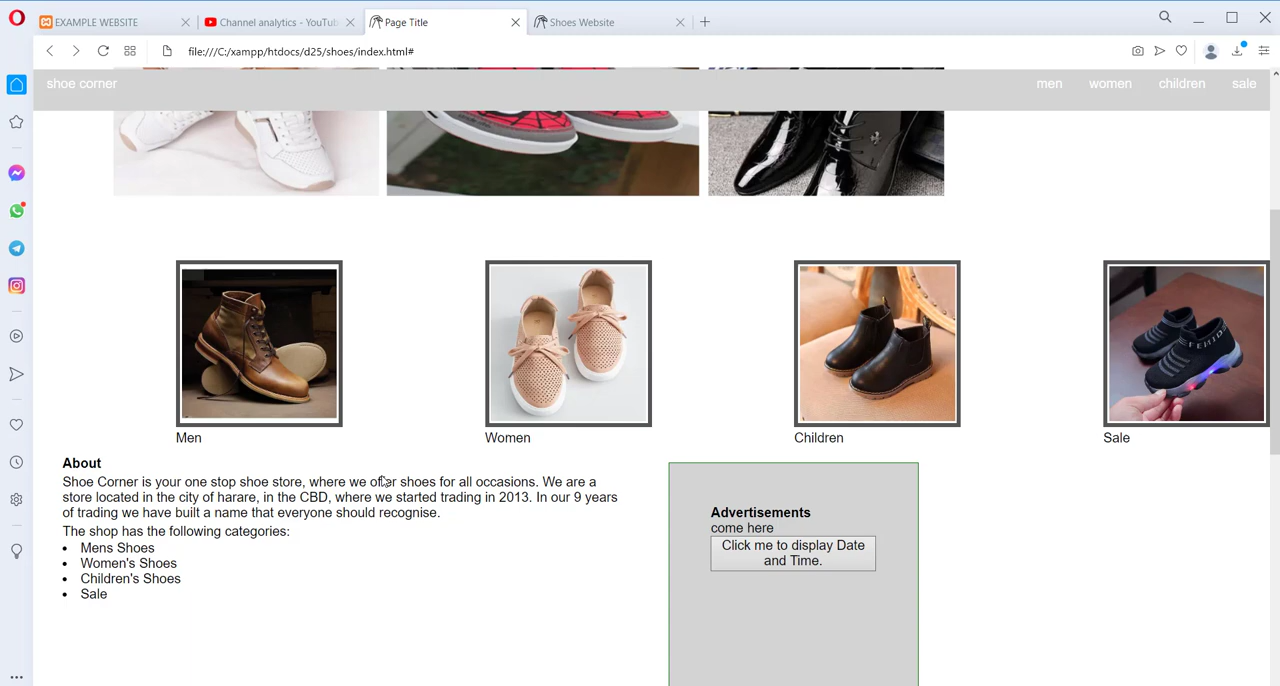 EXAMPLE WEBSITE
Channel analytics - YouTub
Page Title
Shoes Website
file:///C:/xampp/htdocs/d25/shoes/index.html#
shoe corner
men
women
children
sale
Men
Women
Children
Sale
About
Shoe Corner is your one stop shoe store, where we offer shoes for all occasions. We are a
store located in the city of harare, in the CBD, where we started trading in 2013. In our 9 years
of trading we have built a name that everyone should recognise.
The shop has the following categories:
• Mens Shoes
• Women's Shoes
• Children's Shoes
• Sale
Advertisements
come here
Click me to display Date
and Time.